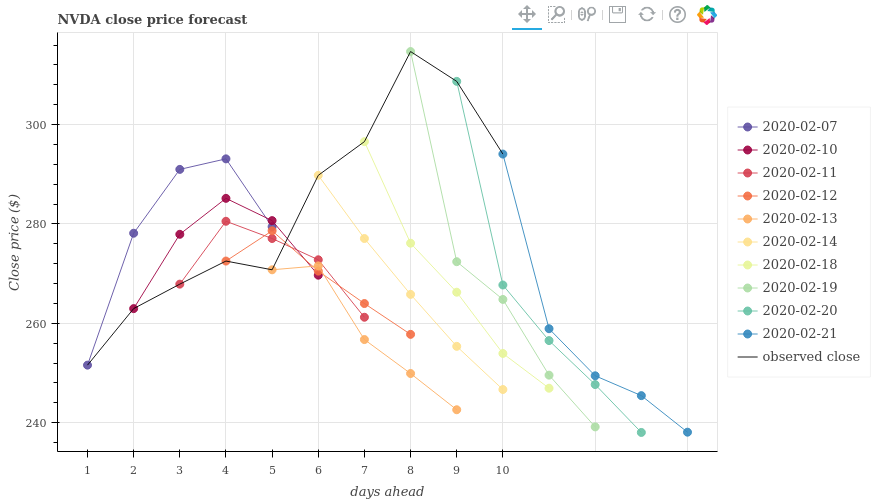 NVDA close price forecast
Close price ($)
300
280
260
240
1 2 3 4 5 6 7 8 9 10
days ahead
2020-02-07
2020-02-10
2020-02-11
2020-02-12
2020-02-13
2020-02-14
2020-02-18
2020-02-19
2020-02-20
2020-02-21
observed close